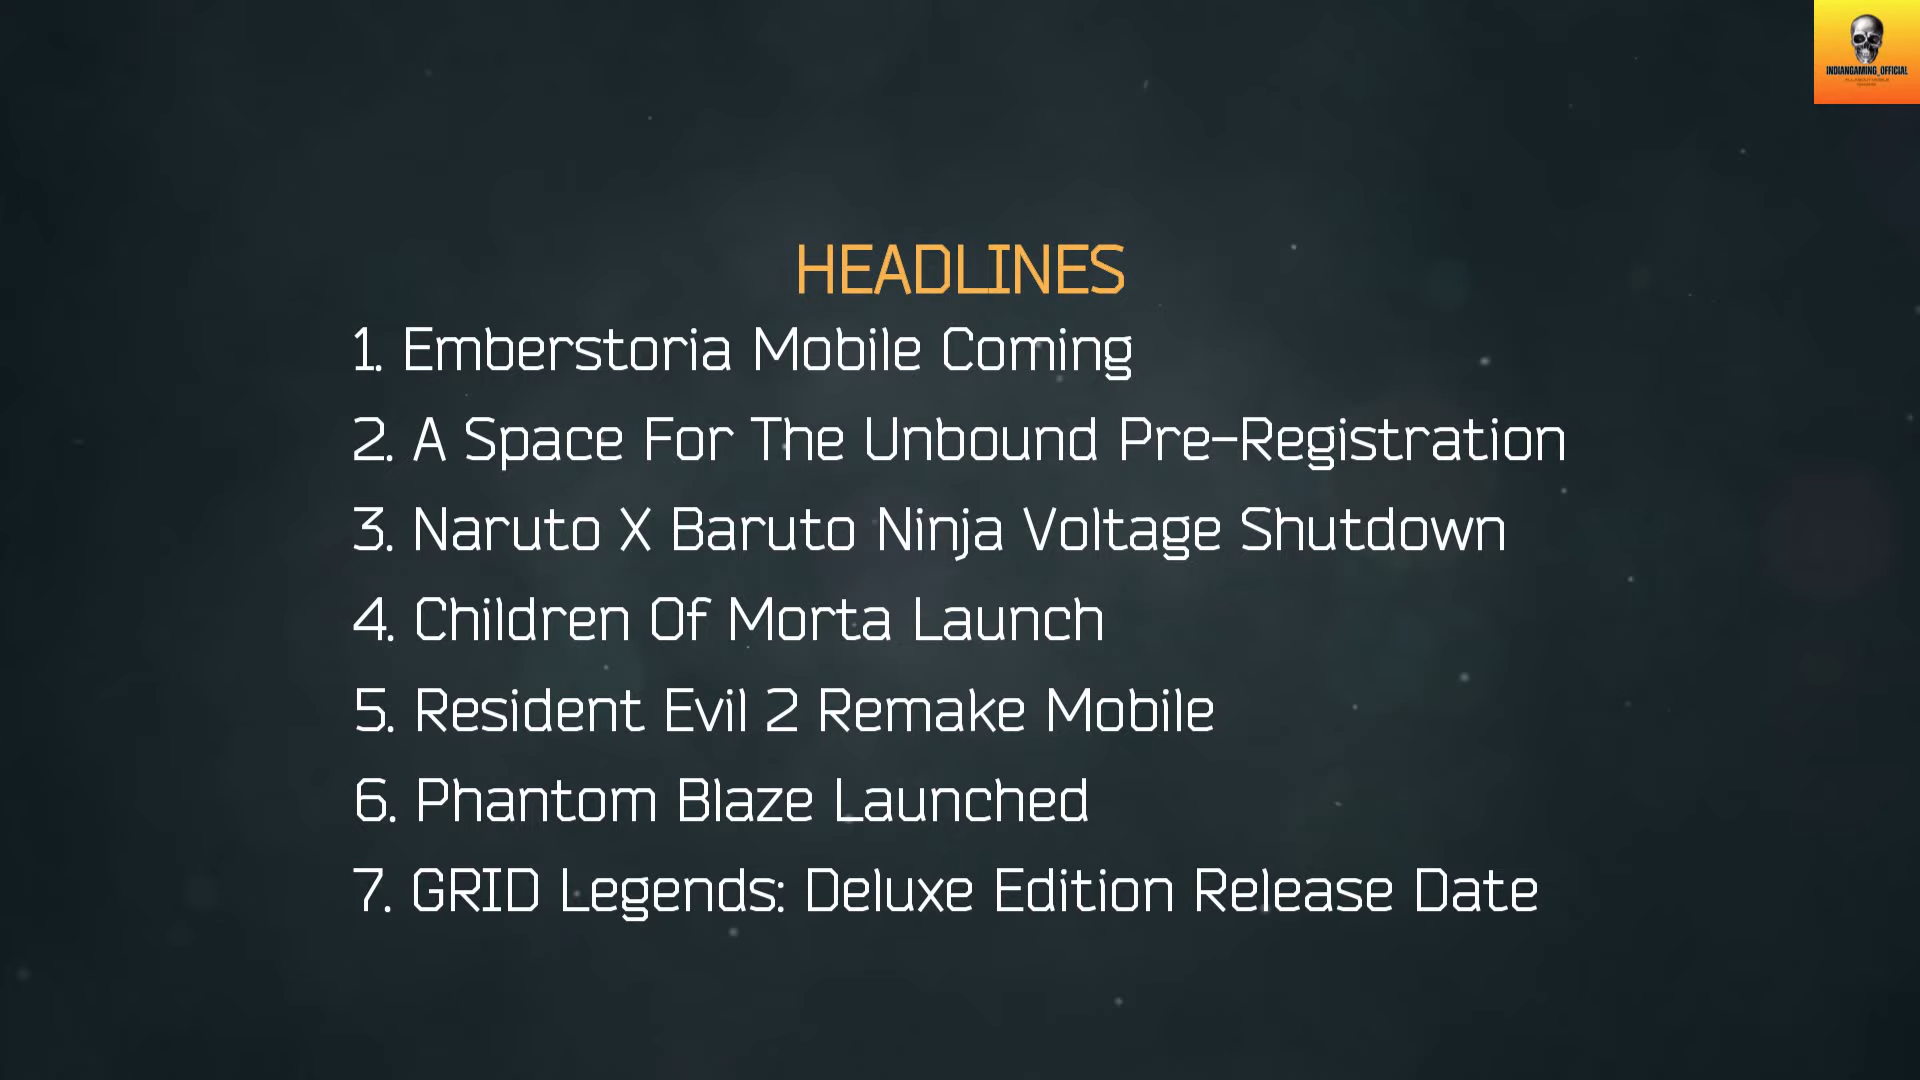 INDIANGAMING_OFFICIAL
HEADLINES
1. Emberstoria Mobile Coming
2. A Space For The Unbound Pre-Registration
3. Naruto X Baruto Ninja Voltage Shutdown
4. Children Of Morta Launch
5. Resident Evil 2 Remake Mobile
6. Phantom Blaze Launched
7. GRID Legends: Deluxe Edition Release Date